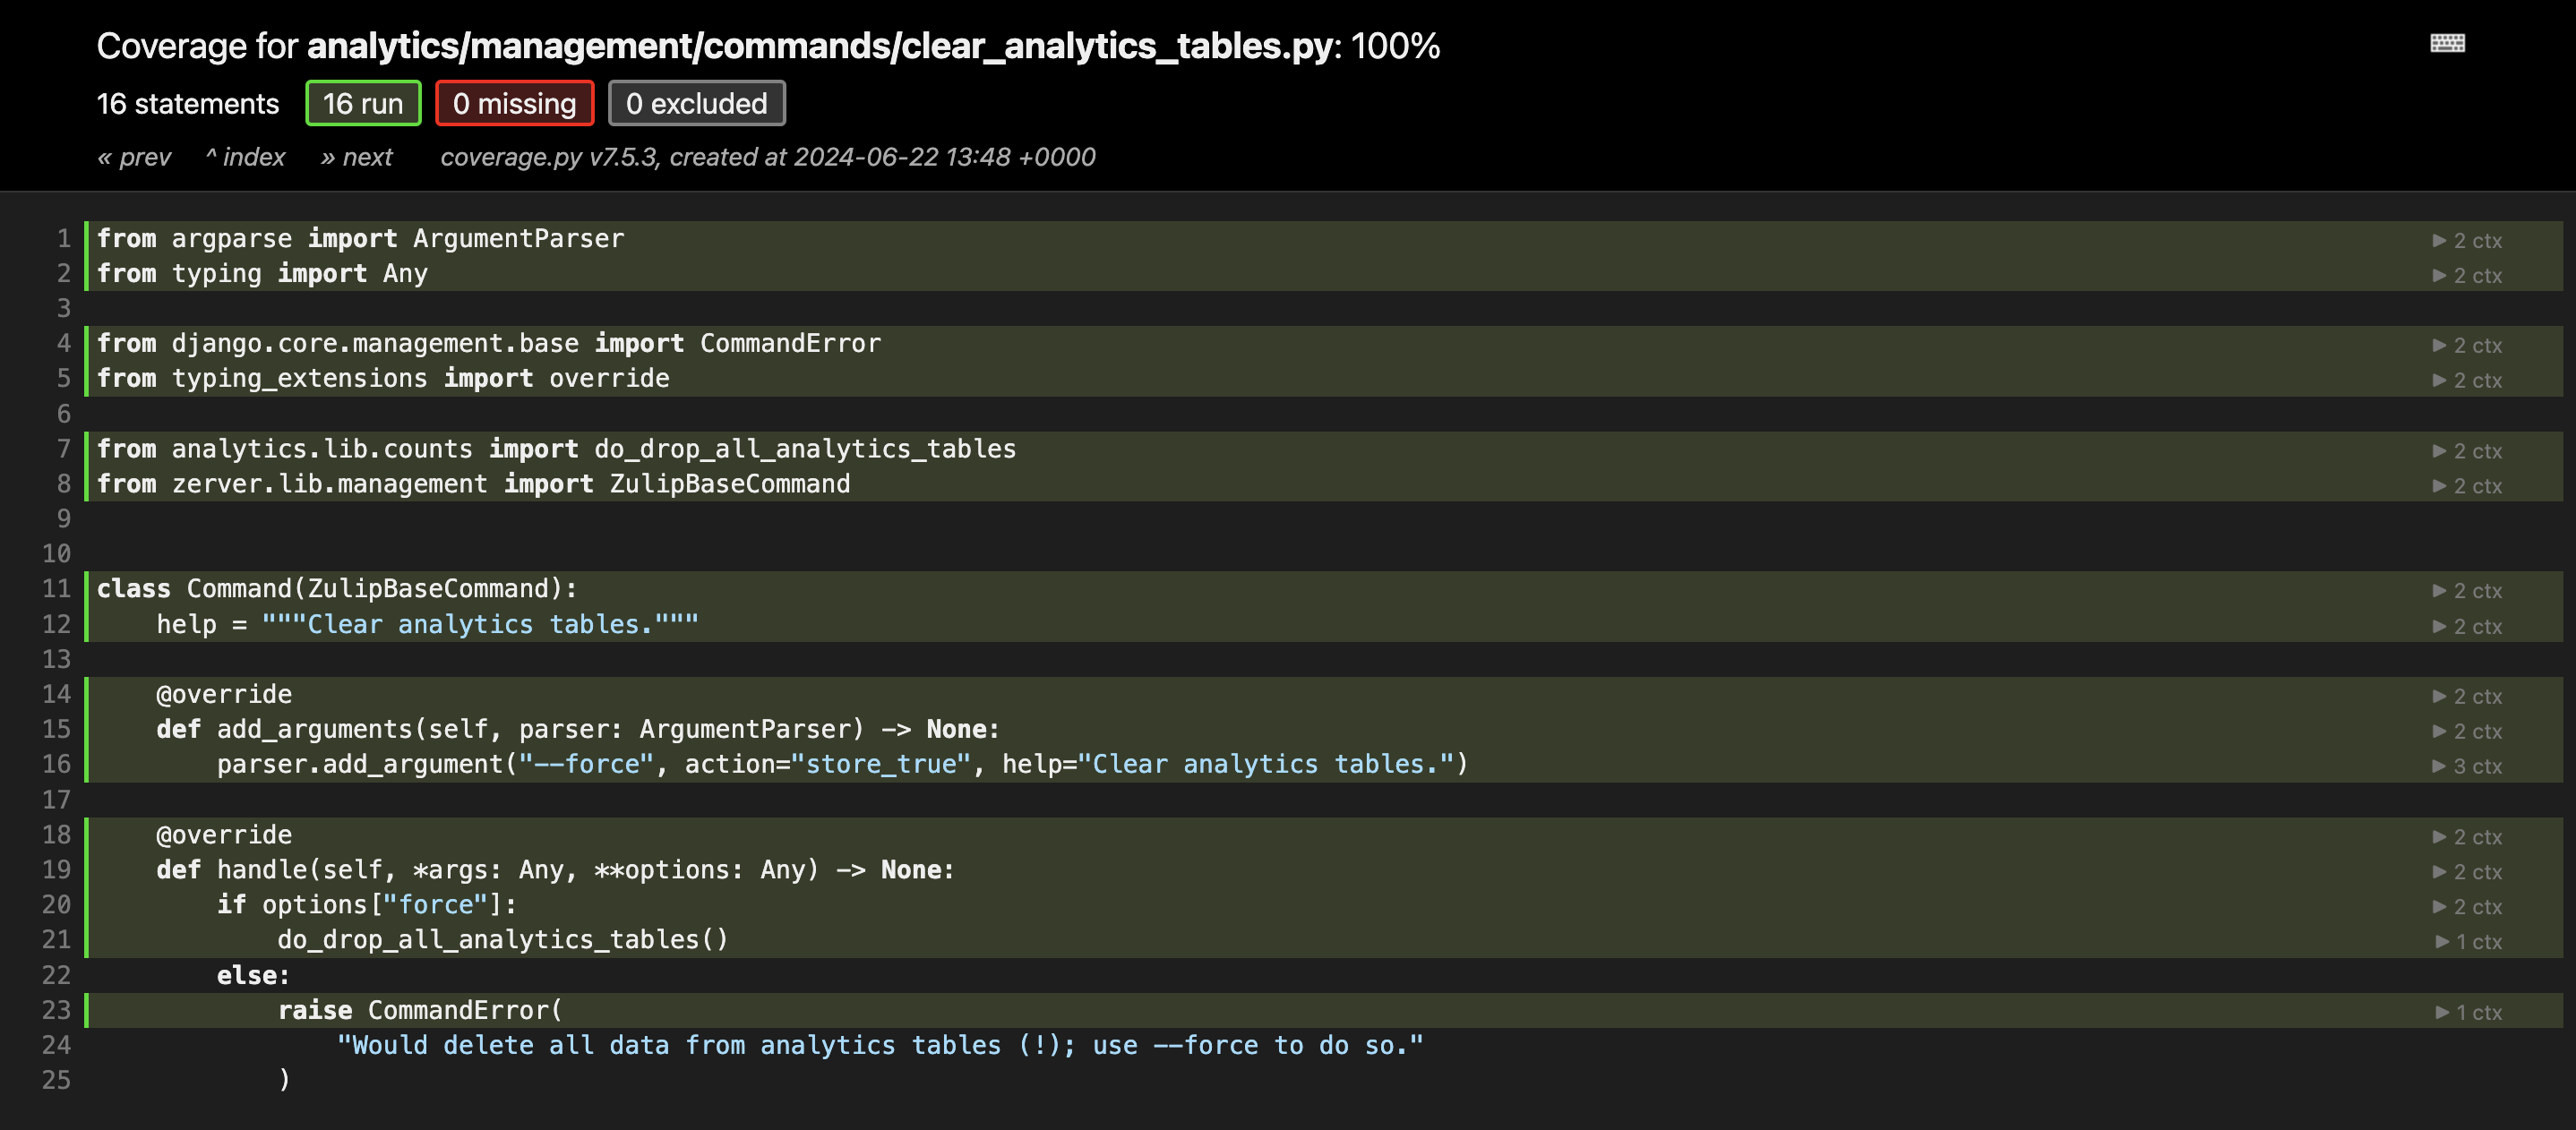 Coverage for analytics/management/commands/clear_analytics_tables.py: 100%
16 statements 16 run 0 missing 0 excluded
« prev ^ index » next coverage.py v7.5.3, created at 2024-06-22 13:48 +0000
1 from argparse import ArgumentParser ▶ 2 ctx
2 from typing import Any ▶ 2 ctx
3
4 from django.core.management.base import CommandError ▶ 2 ctx
5 from typing_extensions import override ▶ 2 ctx
6
7 from analytics.lib.counts import do_drop_all_analytics_tables ▶ 2 ctx
8 from zerver.lib.management import ZulipBaseCommand ▶ 2 ctx
9
10
11 class Command(ZulipBaseCommand): ▶ 2 ctx
12     help = """Clear analytics tables.""" ▶ 2 ctx
13
14     @override ▶ 2 ctx
15     def add_arguments(self, parser: ArgumentParser) -> None: ▶ 2 ctx
16         parser.add_argument("--force", action="store_true", help="Clear analytics tables.") ▶ 3 ctx
17
18     @override ▶ 2 ctx
19     def handle(self, *args: Any, **options: Any) -> None: ▶ 2 ctx
20         if options["force"]: ▶ 2 ctx
21             do_drop_all_analytics_tables() ▶ 1 ctx
22         else:
23             raise CommandError( ▶ 1 ctx
24                 "Would delete all data from analytics tables (!); use --force to do so."
25             )